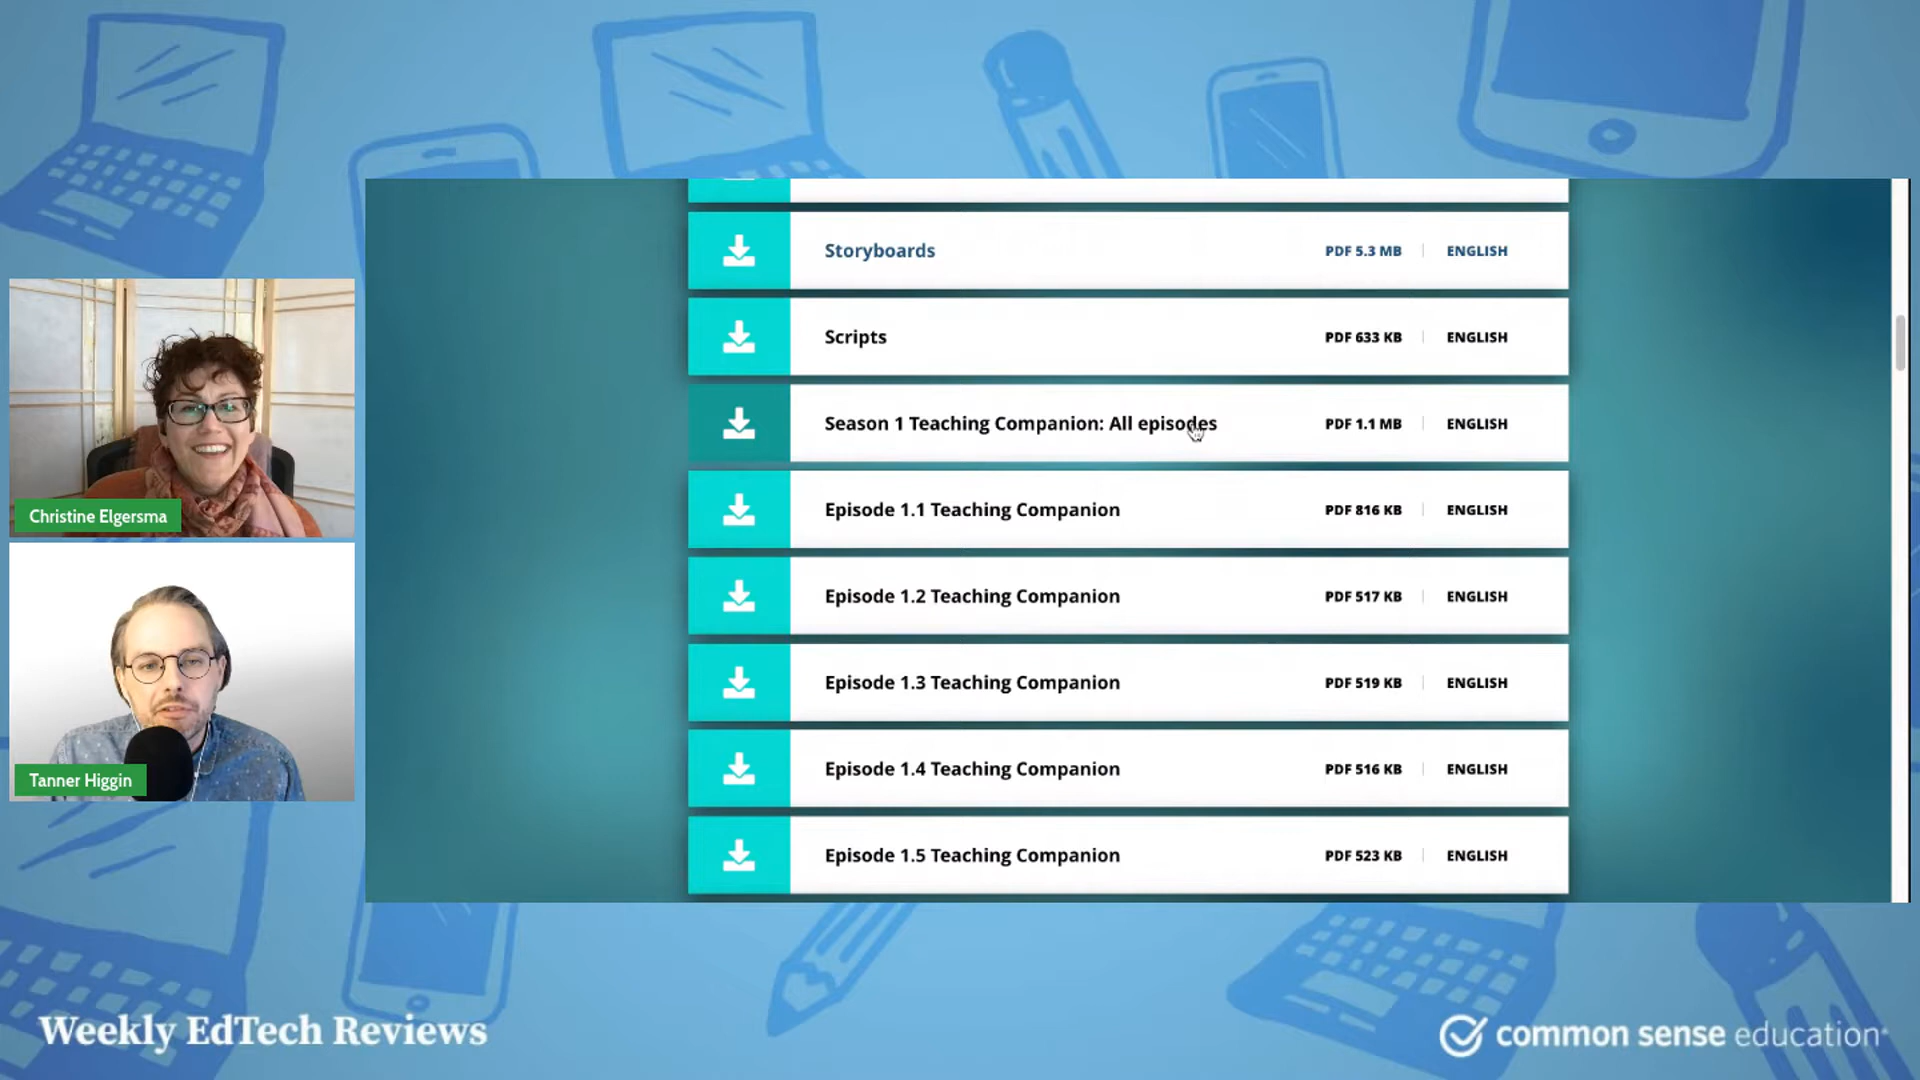 Storyboards PDF 5.3 MB ENGLISH
Scripts PDF 633 KB ENGLISH
Season 1 Teaching Companion: All episodes PDF 1.1 MB ENGLISH
Episode 1.1 Teaching Companion PDF 816 KB ENGLISH
Episode 1.2 Teaching Companion PDF 517 KB ENGLISH
Episode 1.3 Teaching Companion PDF 519 KB ENGLISH
Episode 1.4 Teaching Companion PDF 516 KB ENGLISH
Episode 1.5 Teaching Companion PDF 523 KB ENGLISH
Christine Elgersma
Tanner Higgin
Weekly EdTech Reviews
common sense education